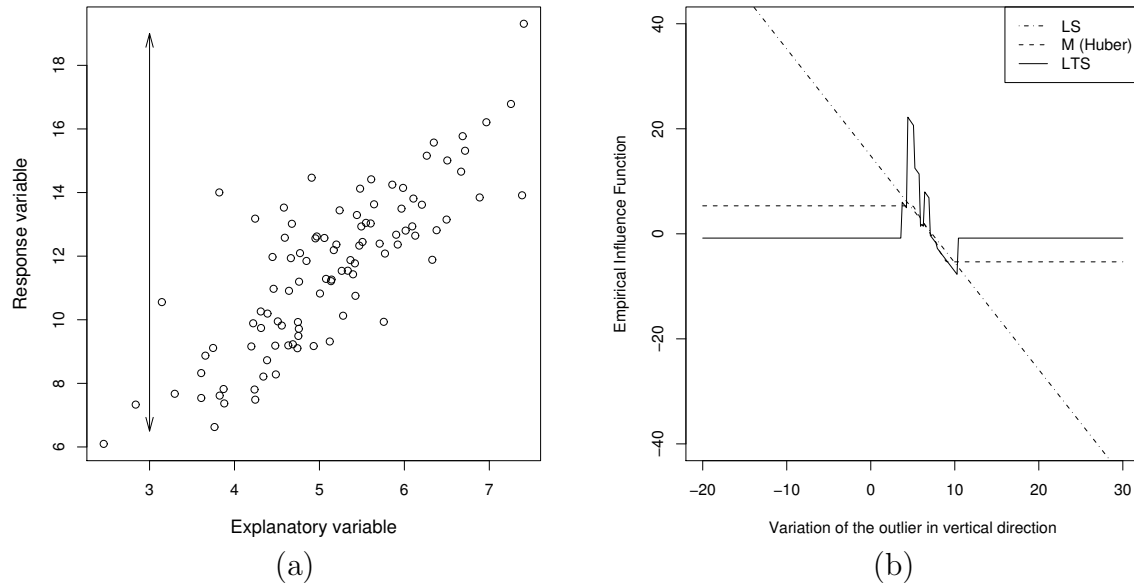 18
16
14
12
10
8
6
Response variable
3
4
5
6
7
Explanatory variable
(a)
LS
M (Huber)
LTS
40
20
0
−20
−40
Empirical Influence Function
−20
−10
0
10
20
30
Variation of the outlier in vertical direction
(b)